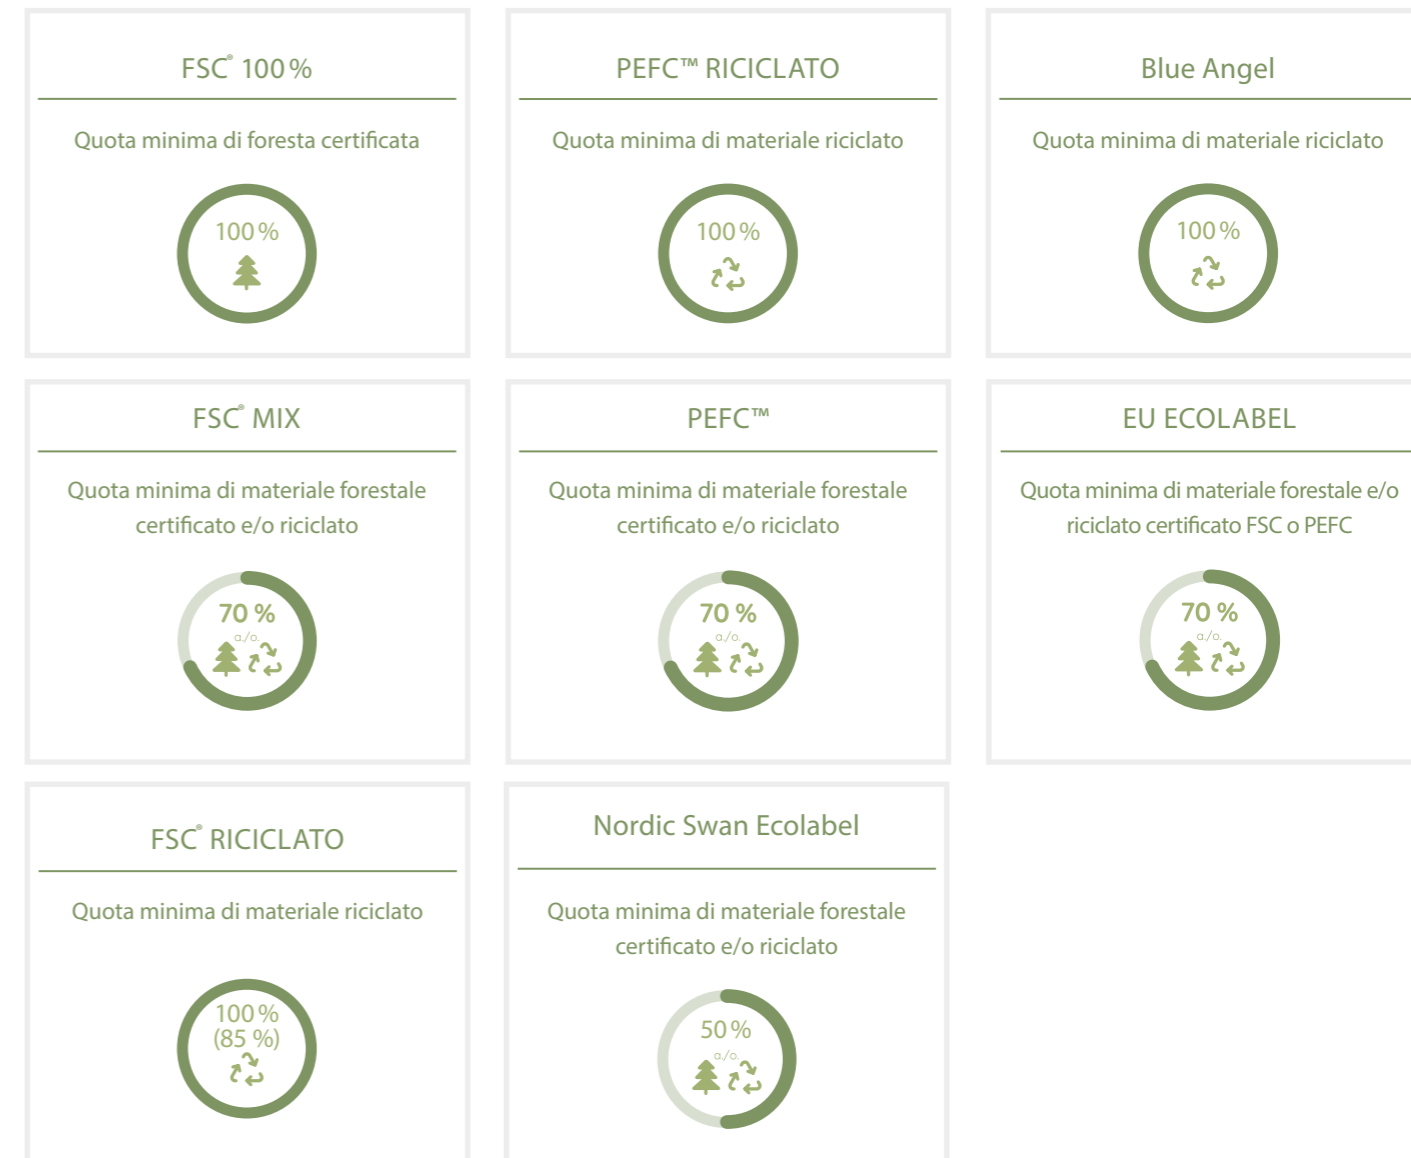 FSC® 100 %
Quota minima di foresta certificata
100 %
PEFC™ RICICLATO
Quota minima di materiale riciclato
100 %
Blue Angel
Quota minima di materiale riciclato
100 %
FSC® MIX
Quota minima di materiale forestale
certificato e/o riciclato
70 %
a./o.
PEFC™
Quota minima di materiale forestale
certificato e/o riciclato
70 %
a./o.
EU ECOLABEL
Quota minima di materiale forestale e/o
riciclato certificato FSC o PEFC
70 %
a./o.
FSC® RICICLATO
Quota minima di materiale riciclato
100 %
(85 %)
Nordic Swan Ecolabel
Quota minima di materiale forestale
certificato e/o riciclato
50 %
a./o.